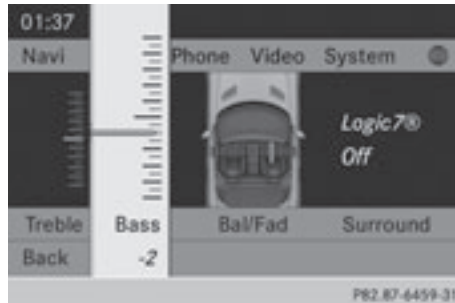 01:37
Navi Phone Video System
Logic7®
Off
Treble Bass Bal/Fad Surround
Back -2
P82.87-6459-31